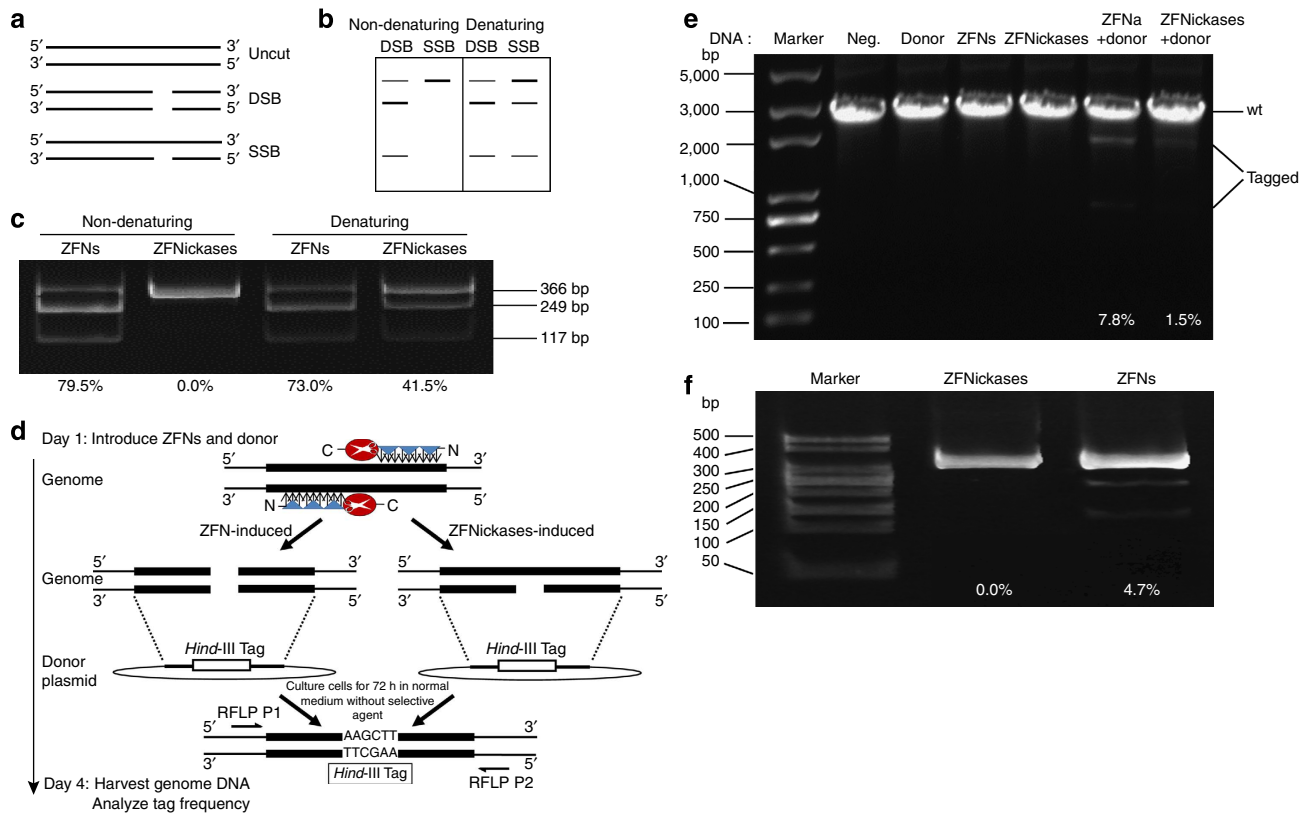 a
5′ 3′ Uncut
3′ 5′
5′ 3′ DSB
3′ 5′
5′ 3′ SSB
3′ 5′
b
Non-denaturing Denaturing
DSB SSB DSB SSB
c
Non-denaturing Denaturing
ZFNs ZFNickases ZFNs ZFNickases
366 bp
249 bp
117 bp
79.5% 0.0% 73.0% 41.5%
d
Day 1: Introduce ZFNs and donor
C N
5′ 3′
Genome
3′ 5′
N C
ZFN-induced ZFNickases-induced
5′ 3′ 5′ 3′
Genome
3′ 5′ 3′ 5′
Hind-III Tag Hind-III Tag
Donor
plasmid
Culture cells for 72 h in normal
medium without selective
agent
RFLP P1
5′ AAGCTT 3′
3′ TTCGAA 5′
Hind-III Tag
RFLP P2
Day 4: Harvest genome DNA
Analyze tag frequency
e
DNA : Marker Neg. Donor ZFNs ZFNickases ZFNa +donor ZFNickases +donor
bp
5,000
3,000 wt
2,000
Tagged
1,000
750
500
250
100
7.8% 1.5%
f
Marker ZFNickases ZFNs
bp
500
400
300
250
200
150
100
50
0.0% 4.7%